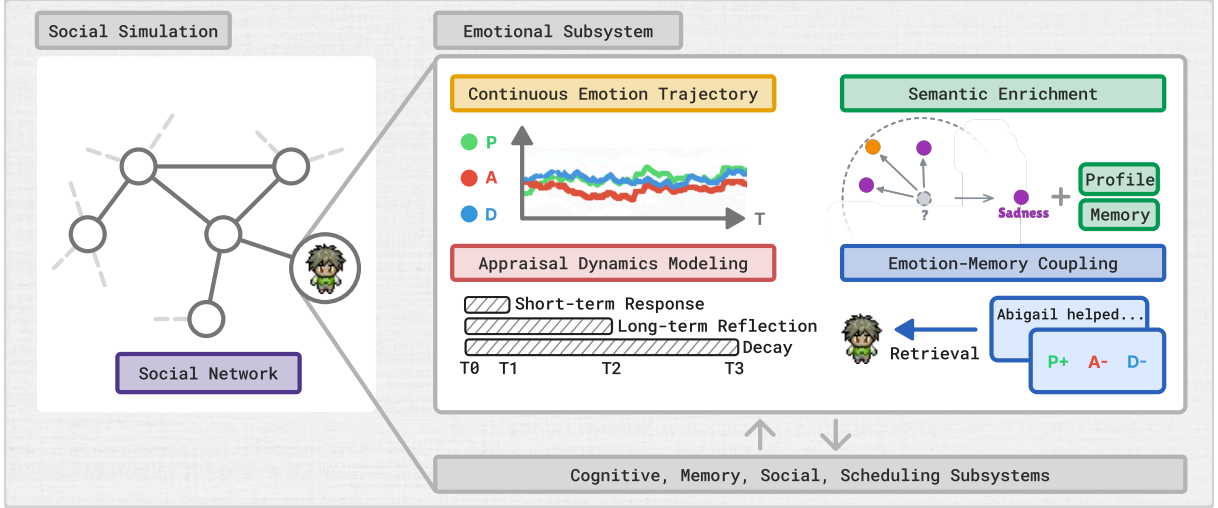 Social Simulation
Social Network
Emotional Subsystem
Continuous Emotion Trajectory
P
A
D
T
Semantic Enrichment
?
Sadness
+
Profile
Memory
Appraisal Dynamics Modeling
Short-term Response
Long-term Reflection
Decay
T0 T1 T2 T3
Emotion-Memory Coupling
Abigail helped...
Retrieval
P+ A- D-
Cognitive, Memory, Social, Scheduling Subsystems